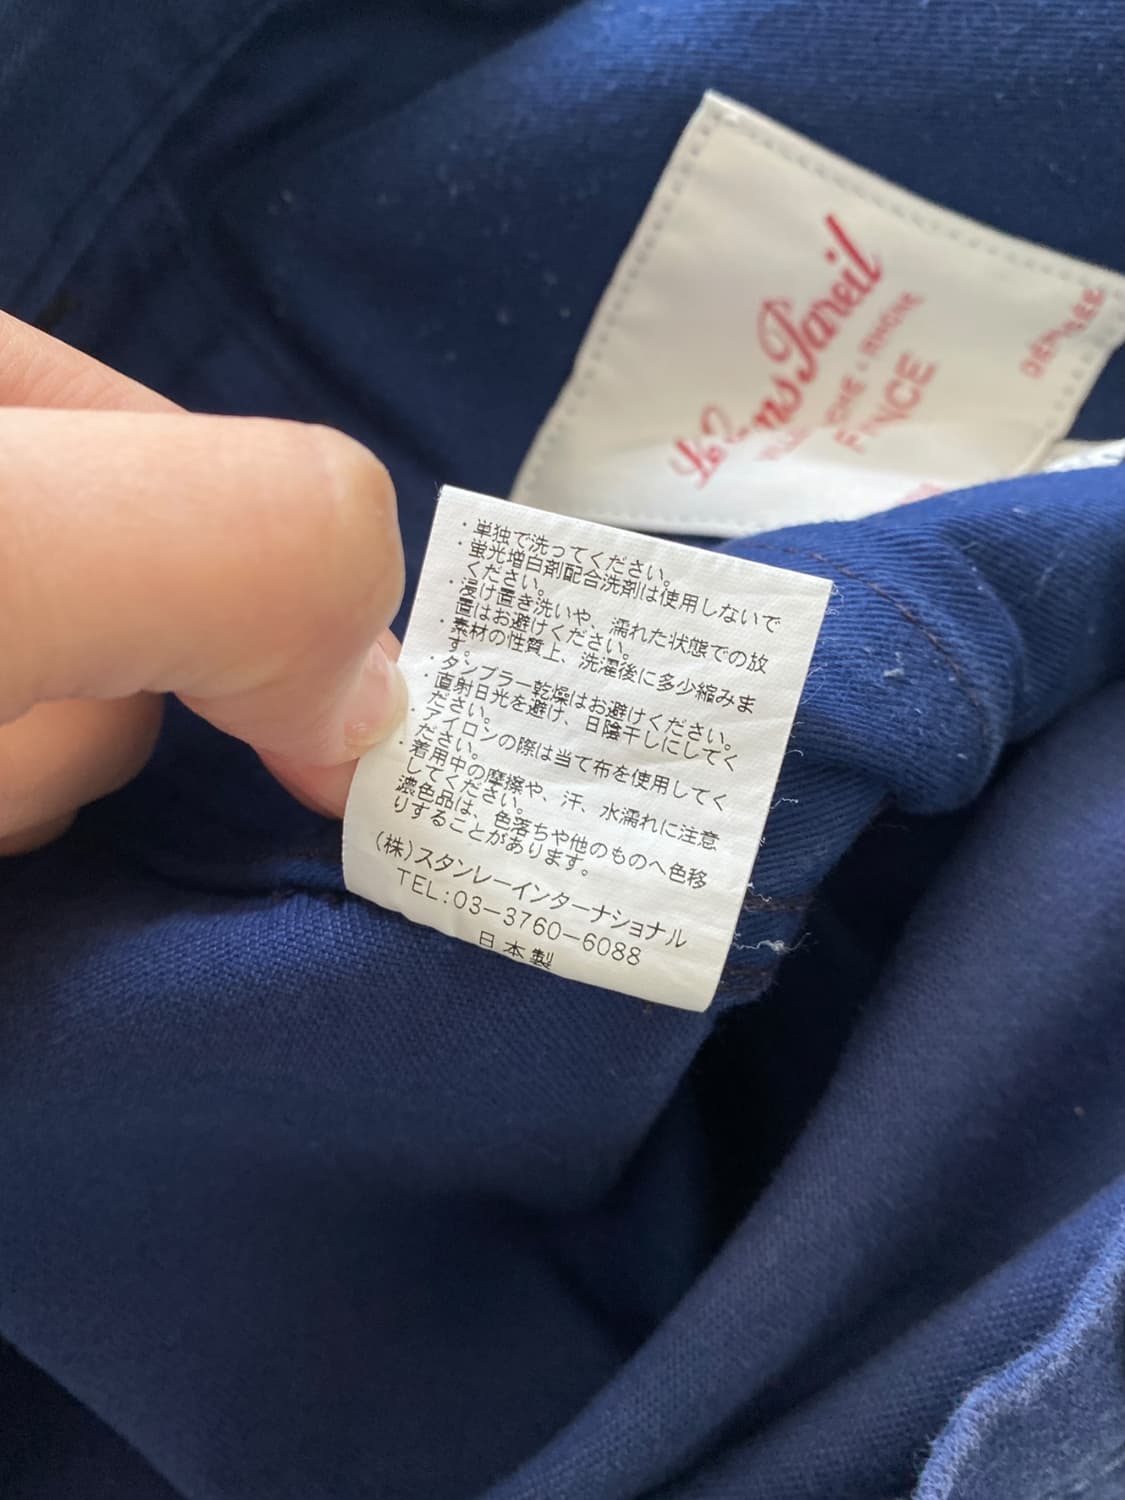 Le Sans Pareil
RHONE
DEPOSEE
・単独で洗ってください。
・蛍光増白剤配合洗剤は使用しないで
ください。
・浸け置き洗いや、濡れた状態での放
置はお避けください。
・素材の性質上、洗濯後に多少縮みま
す。
・タンブラー乾燥はお避けください。
・直射日光を避け、日陰干しにしてく
ださい。
・アイロンの際は当て布を使用してく
ださい。
・着用中の摩擦や、汗、水濡れに注意
してください。
濃色品は、色落ちや他のものへ色移
りすることがあります。
(株)スタンレーインターナショナル
TEL:03-3760-6088
日本製